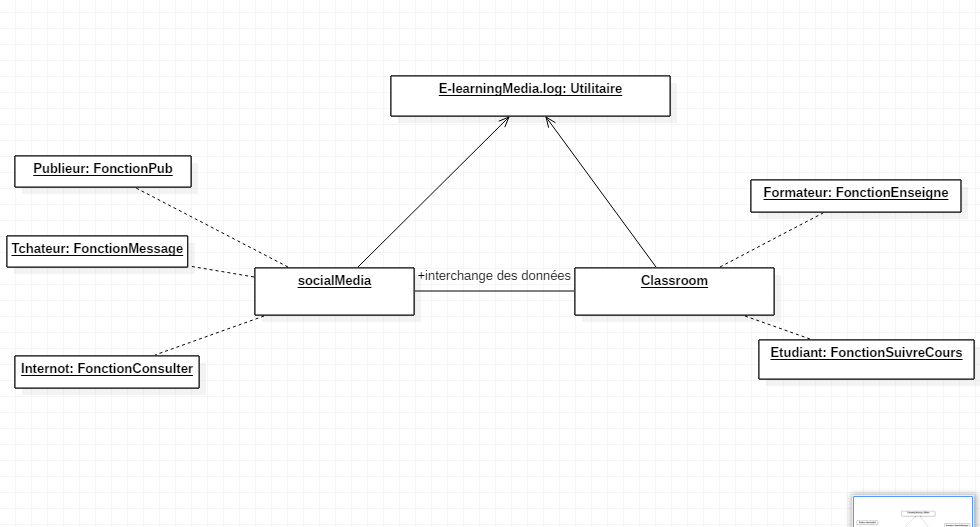 E-learningMedia.log: Utilitaire
Publieur: FonctionPub
Formateur: FonctionEnseigne
Tchateur: FonctionMessage
socialMedia
+interchange des données
Classroom
Internot: FonctionConsulter
Etudiant: FonctionSuivreCours